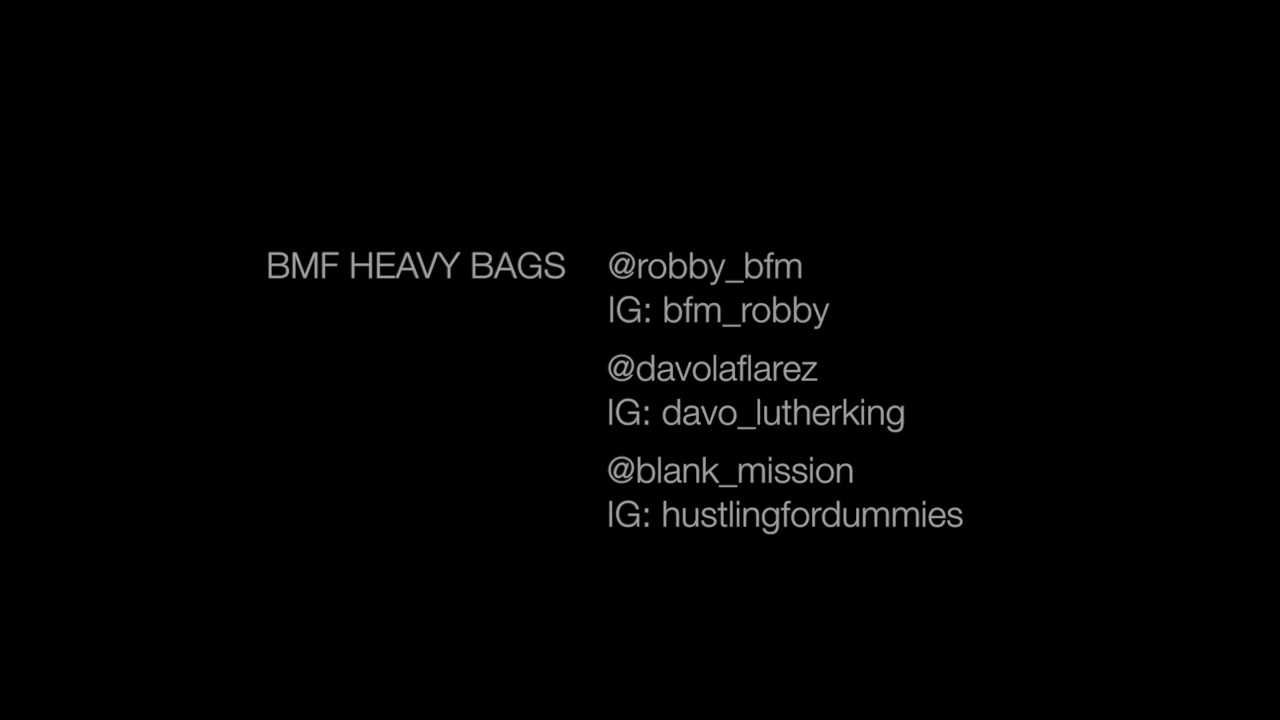 BMF HEAVY BAGS @robby_bfm
IG: bfm_robby
@davolaflarez
IG: davo_lutherking
@blank_mission
IG: hustlingfordummies